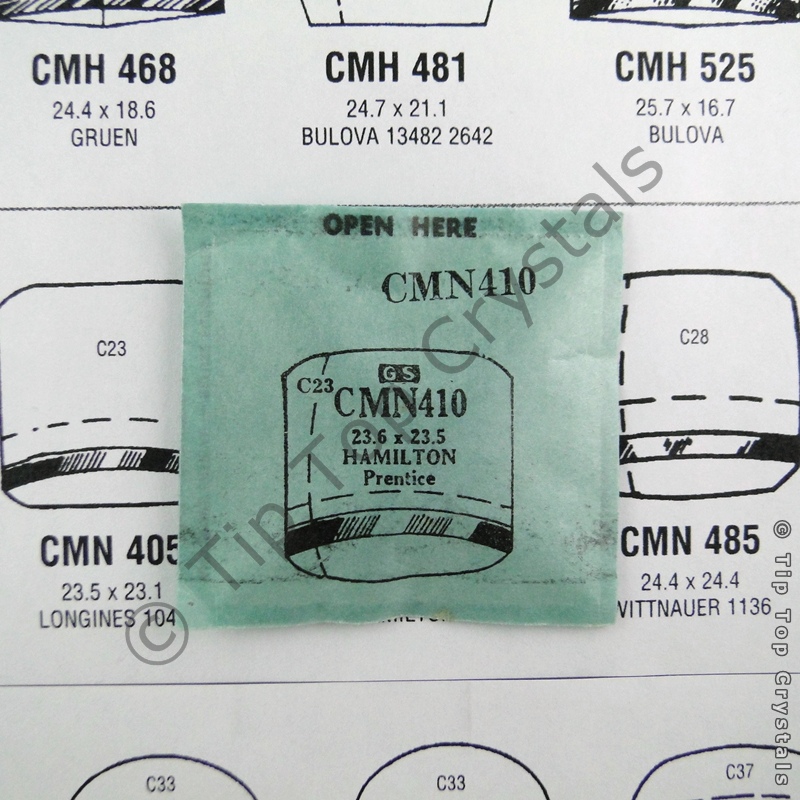 CMH 468
24.4 x 18.6
GRUEN
CMH 481
24.7 x 21.1
BULOVA 13482 2642
CMH 525
25.7 x 16.7
BULOVA
OPEN HERE
CMN410
C23
GS
CMN410
23.6 x 23.5
HAMILTON
Prentice
C23
CMN 405
23.5 x 23.1
LONGINES 104
C28
CMN 485
24.4 x 24.4
WITTNAUER 1136
C33
C33
C37
© Tip Top Crystals
© Tip Top Crystals